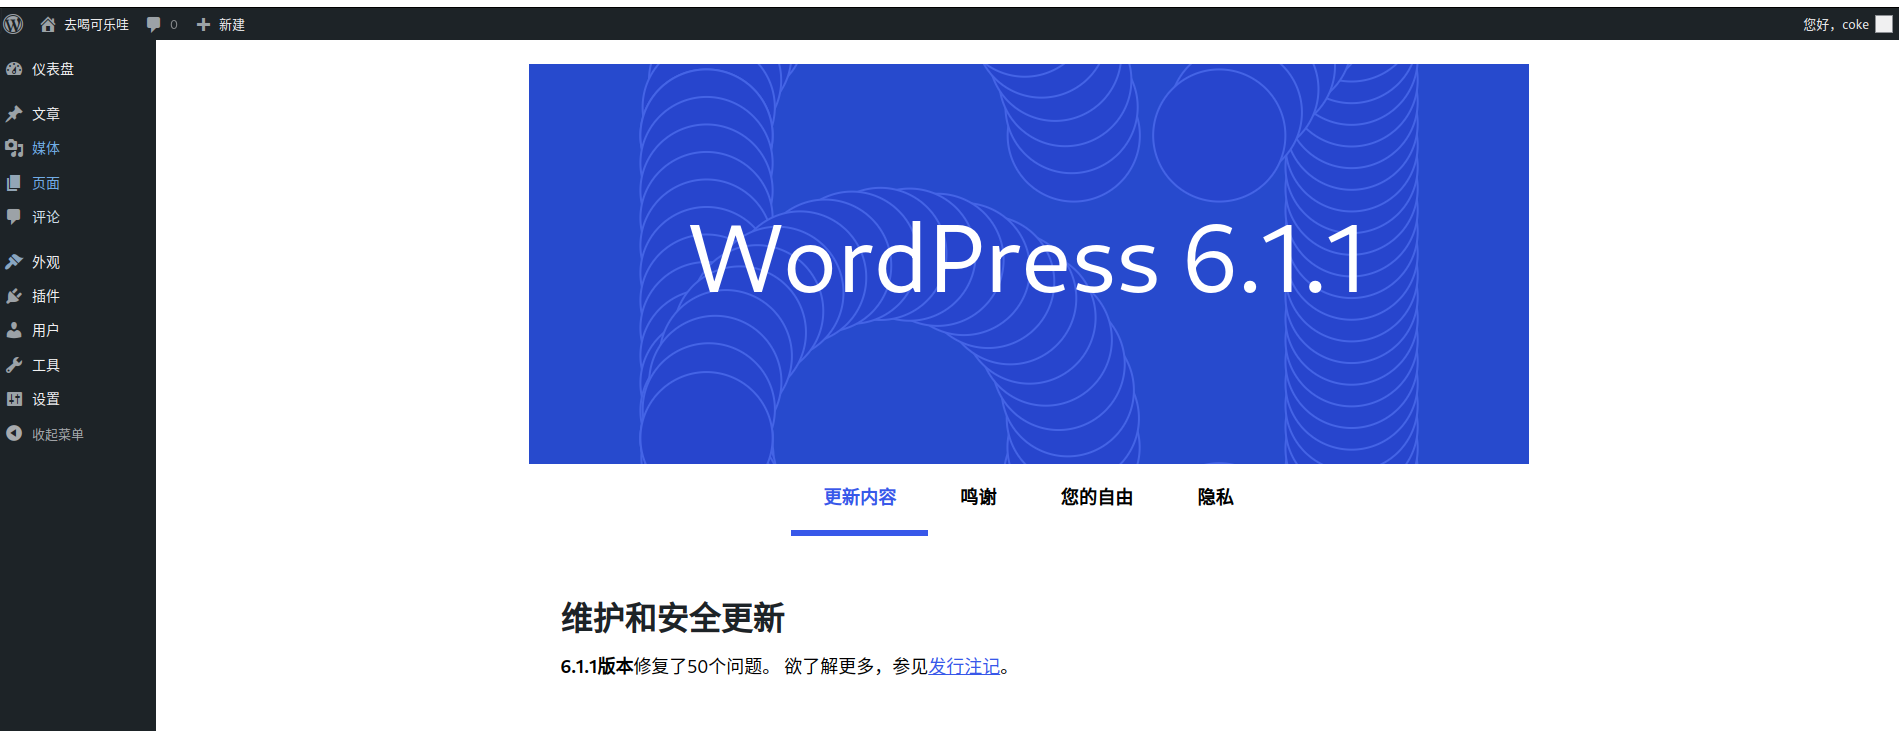 去喝可乐哇 0 新建 您好，coke
仪表盘
文章
媒体
页面
评论
外观
插件
用户
工具
设置
收起菜单
WordPress 6.1.1
更新内容 鸣谢 您的自由 隐私
维护和安全更新
6.1.1版本修复了50个问题。 欲了解更多，参见发行注记。